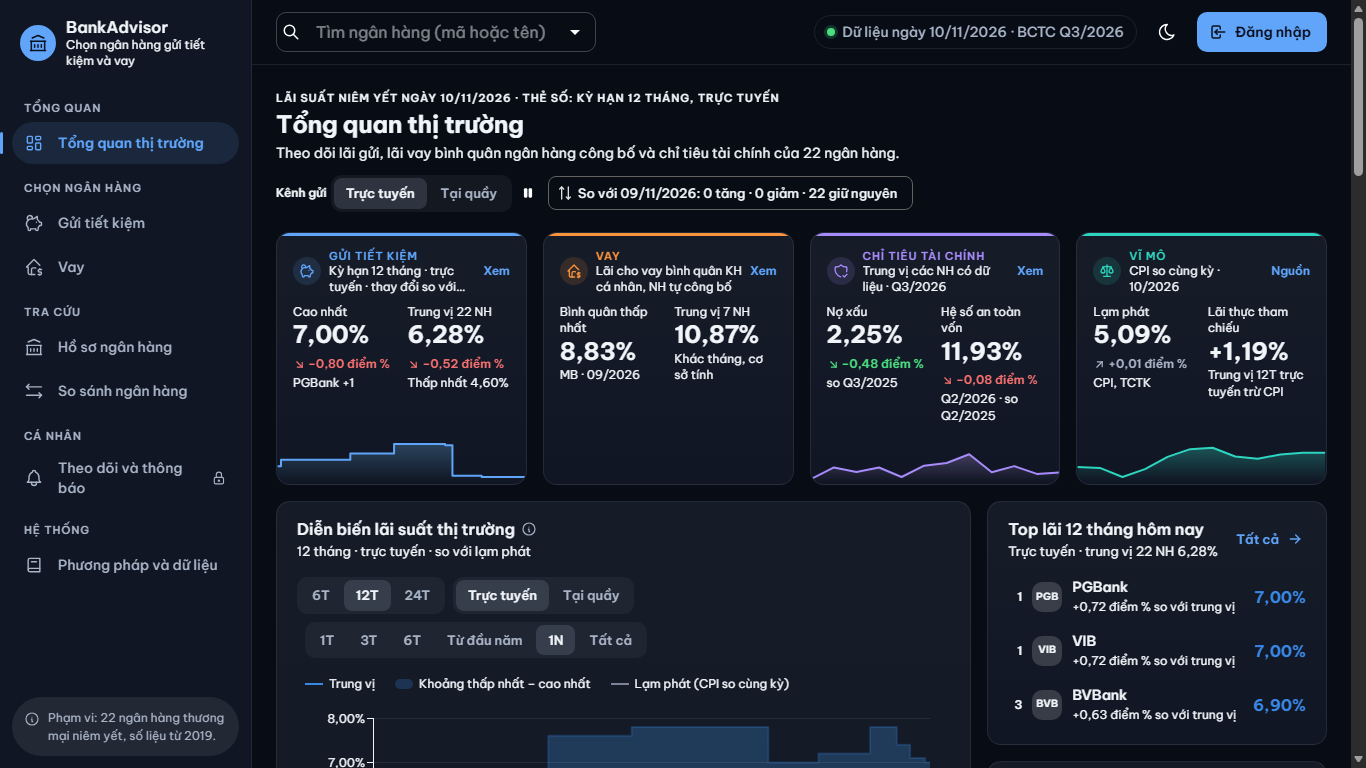 BankAdvisor
Chọn ngân hàng gửi tiết
kiệm và vay
TỔNG QUAN
Tổng quan thị trường
CHỌN NGÂN HÀNG
Gửi tiết kiệm
Vay
TRA CỨU
Hồ sơ ngân hàng
So sánh ngân hàng
CÁ NHÂN
Theo dõi và thông
báo
HỆ THỐNG
Phương pháp và dữ liệu
Phạm vi: 22 ngân hàng thương
mại niêm yết, số liệu từ 2019.
Tìm ngân hàng (mã hoặc tên)
Dữ liệu ngày 10/11/2026 · BCTC Q3/2026
Đăng nhập
LÃI SUẤT NIÊM YẾT NGÀY 10/11/2026 · THẺ SỐ: KỲ HẠN 12 THÁNG, TRỰC TUYẾN
Tổng quan thị trường
Theo dõi lãi gửi, lãi vay bình quân ngân hàng công bố và chỉ tiêu tài chính của 22 ngân hàng.
Kênh gửi
Trực tuyến
Tại quầy
So với 09/11/2026: 0 tăng · 0 giảm · 22 giữ nguyên
GỬI TIẾT KIỆM
Kỳ hạn 12 tháng · trực
tuyến · thay đổi so với...
Xem
Cao nhất
7,00%
↘ −0,80 điểm %
PGBank +1
Trung vị 22 NH
6,28%
↘ −0,52 điểm %
Thấp nhất 4,60%
VAY
Lãi cho vay bình quân KH
cá nhân, NH tự công bố
Xem
Bình quân thấp
nhất
8,83%
MB · 09/2026
Trung vị 7 NH
10,87%
Khác tháng, cơ
sở tính
CHỈ TIÊU TÀI CHÍNH
Trung vị các NH có dữ
liệu · Q3/2026
Xem
Nợ xấu
2,25%
↘ −0,48 điểm %
so Q3/2025
Hệ số an toàn
vốn
11,93%
↘ −0,08 điểm %
Q2/2026 · so
Q2/2025
VĨ MÔ
CPI so cùng kỳ ·
10/2026
Nguồn
Lạm phát
5,09%
↗ +0,01 điểm %
CPI, TCTK
Lãi thực tham
chiếu
+1,19%
Trung vị 12T trực
tuyến trừ CPI
Diễn biến lãi suất thị trường
12 tháng · trực tuyến · so với lạm phát
6T 12T 24T
Trực tuyến Tại quầy
1T 3T 6T Từ đầu năm 1N Tất cả
Trung vị Khoảng thấp nhất – cao nhất Lạm phát (CPI so cùng kỳ)
8,00%
7,00%
Top lãi 12 tháng hôm nay
Trực tuyến · trung vị 22 NH 6,28%
Tất cả →
1 PGB PGBank 7,00%
+0,72 điểm % so với trung vị
1 VIB VIB 7,00%
+0,72 điểm % so với trung vị
3 BVB BVBank 6,90%
+0,63 điểm % so với trung vị